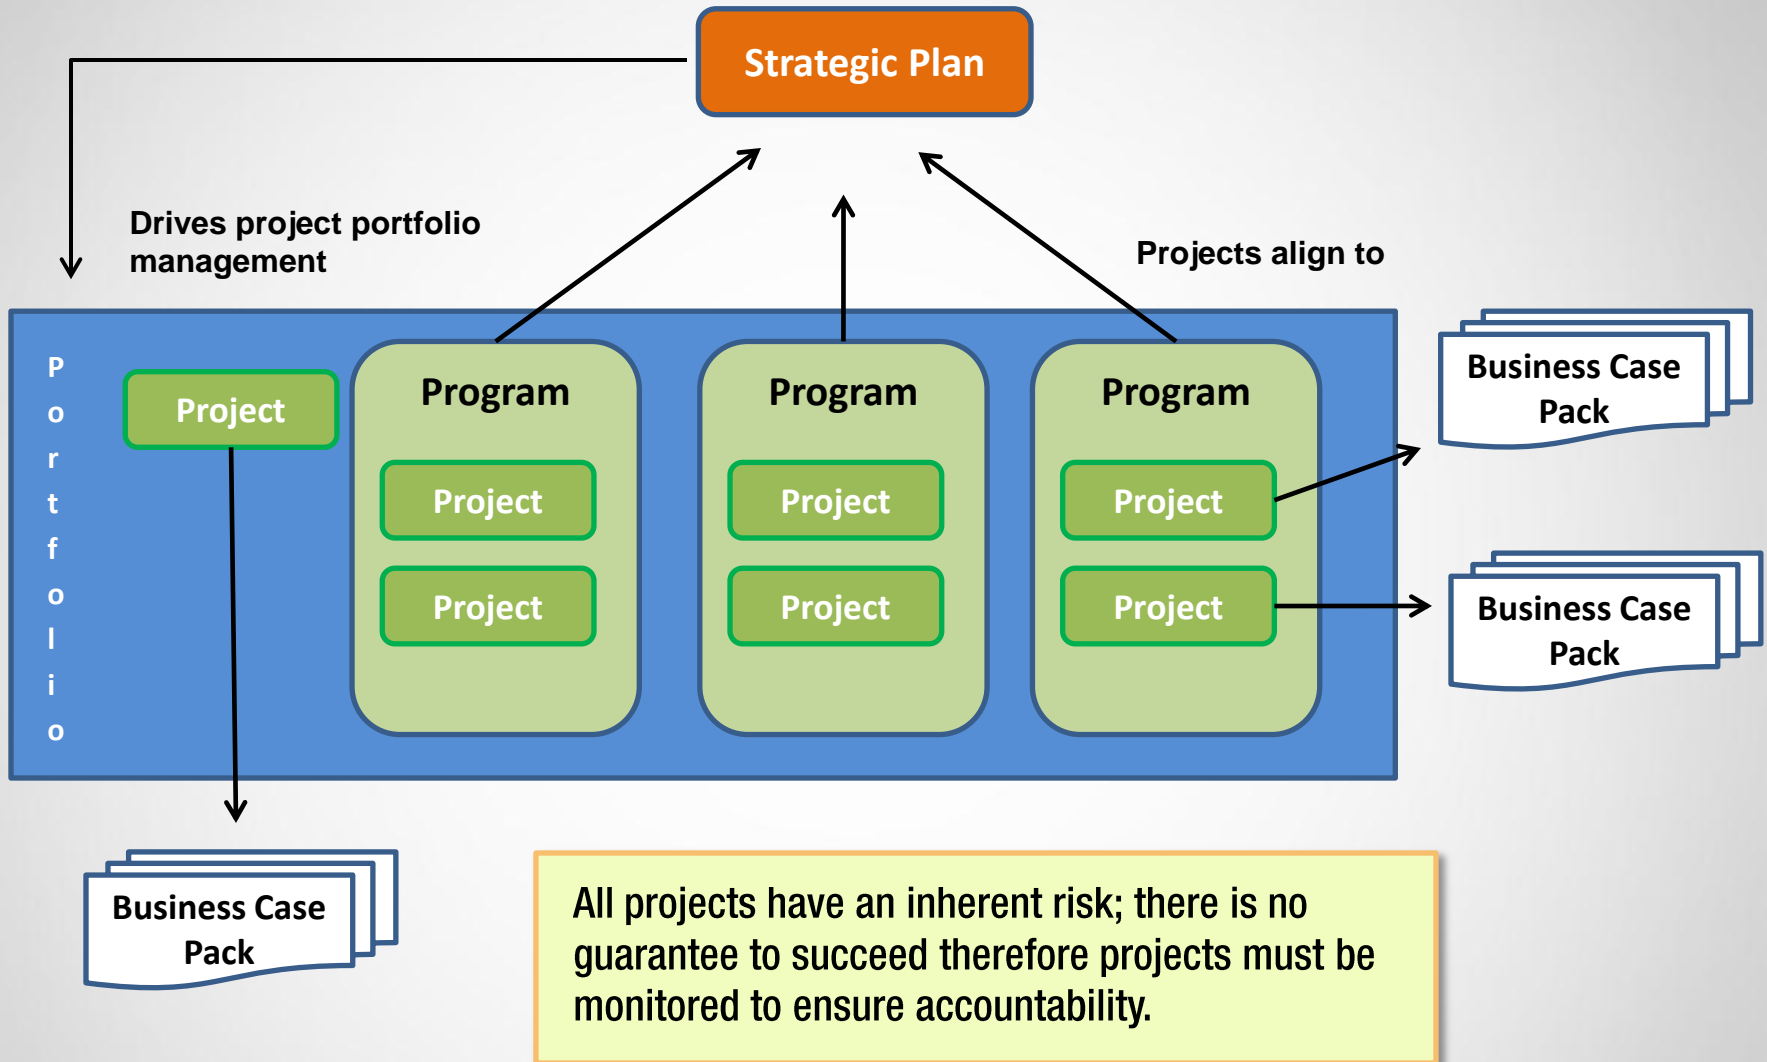 Strategic Plan
Drives project portfolio
management
Projects align to
Portfolio
Project
Program
Project
Project
Program
Project
Project
Program
Project
Project
Business Case
Pack
Business Case
Pack
Business Case
Pack
All projects have an inherent risk; there is no
guarantee to succeed therefore projects must be
monitored to ensure accountability.